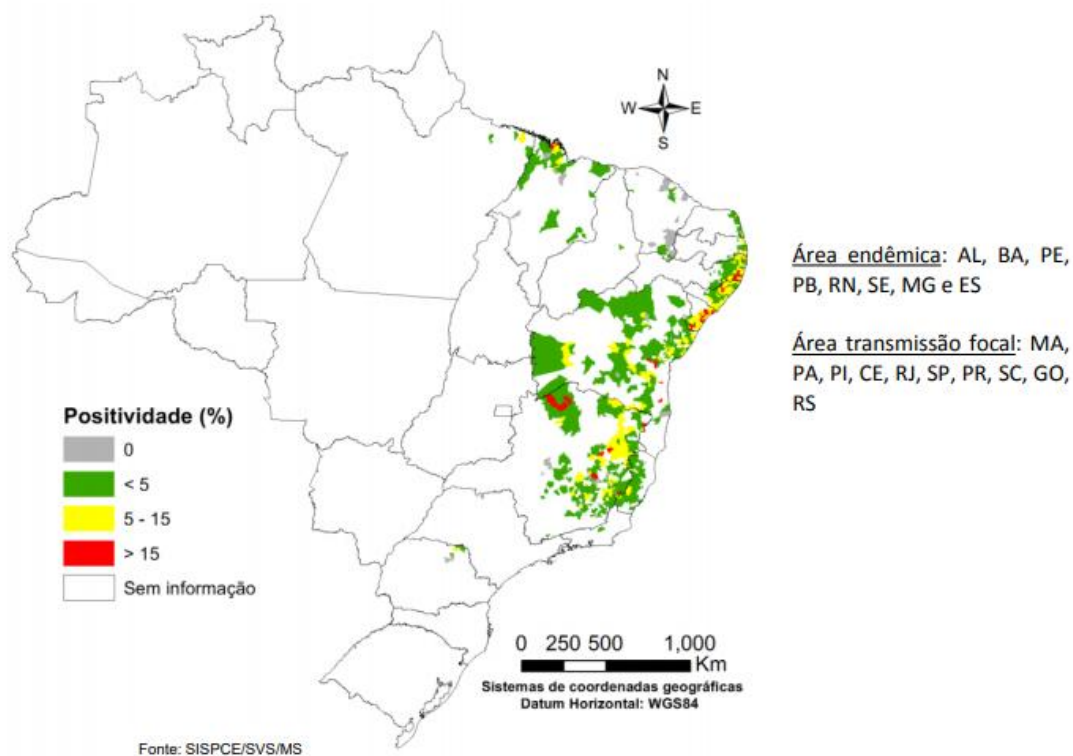 N
W E
S
Área endêmica: AL, BA, PE,
PB, RN, SE, MG e ES
Área transmissão focal: MA,
PA, PI, CE, RJ, SP, PR, SC, GO,
RS
Positividade (%)
0
< 5
5 - 15
> 15
Sem informação
0 250 500 1,000
Km
Sistemas de coordenadas geográficas
Datum Horizontal: WGS84
Fonte: SISPCE/SVS/MS